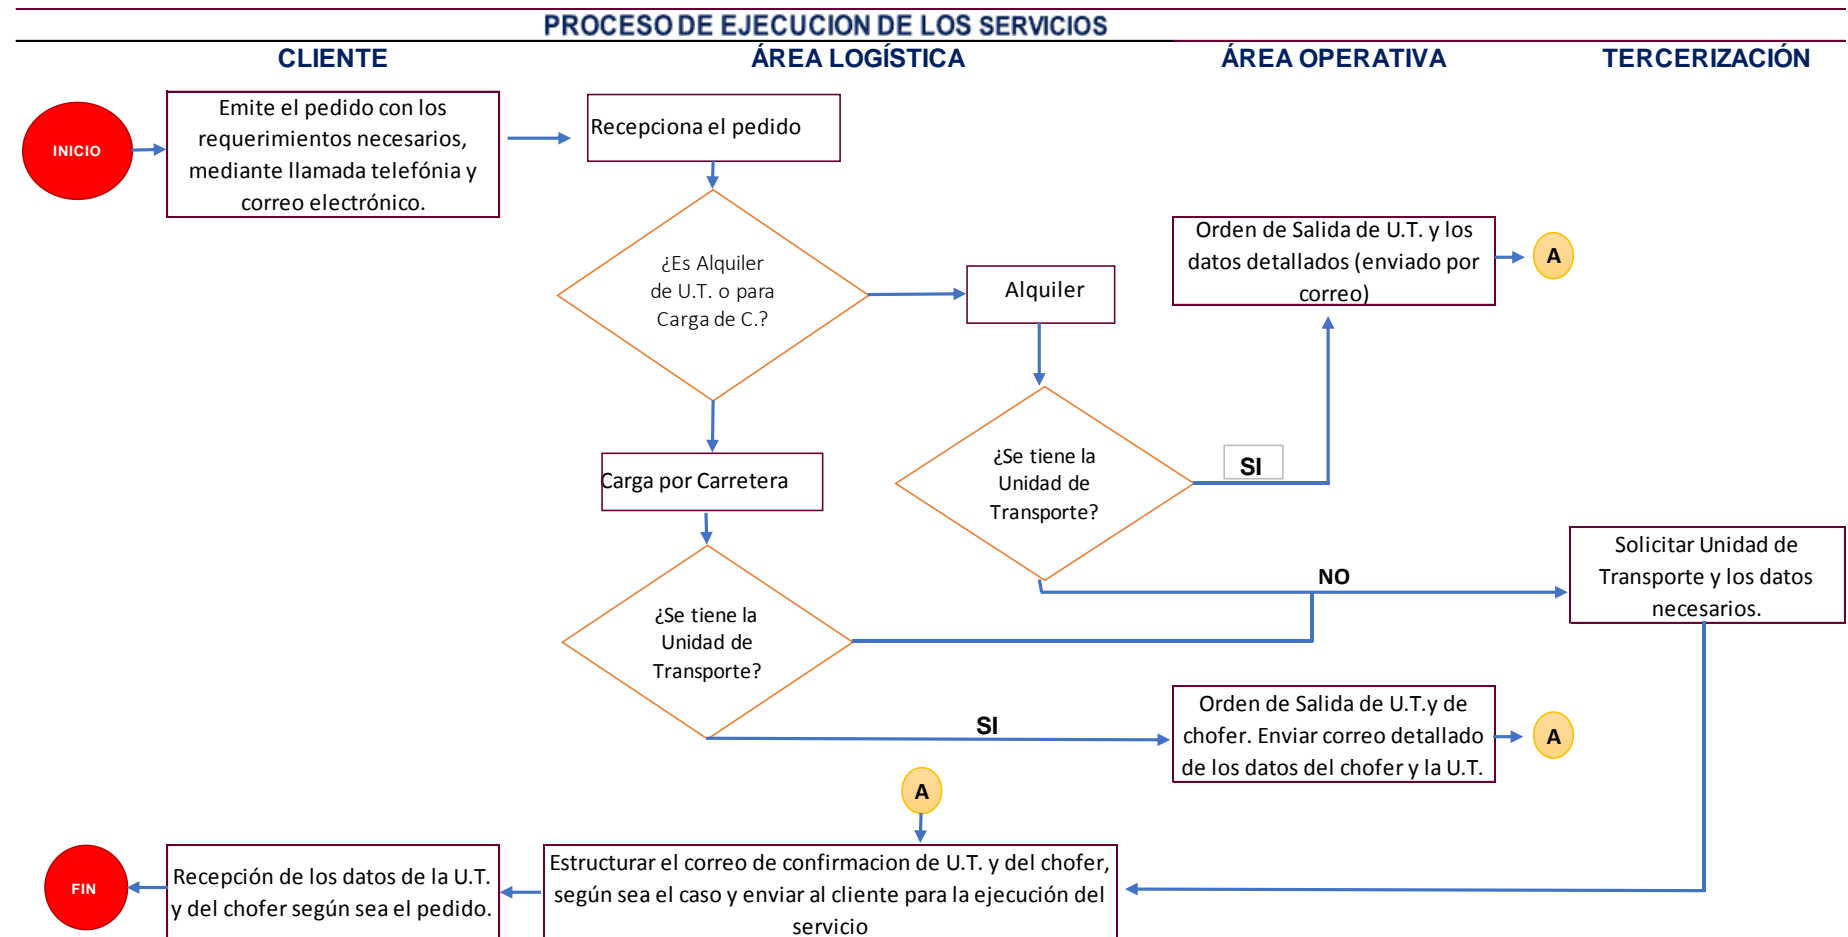 PROCESO DE EJECUCION DE LOS SERVICIOS
CLIENTE
ÁREA LOGÍSTICA
ÁREA OPERATIVA
TERCERIZACIÓN
INICIO
Emite el pedido con los
requerimientos necesarios,
mediante llamada telefónia y
correo electrónico.
Recepciona el pedido
¿Es Alquiler
de U.T. o para
Carga de C.?
Alquiler
Orden de Salida de U.T. y los
datos detallados (enviado por
correo)
A
Carga por Carretera
¿Se tiene la
Unidad de
Transporte?
SI
NO
Solicitar Unidad de
Transporte y los datos
necesarios.
¿Se tiene la
Unidad de
Transporte?
SI
Orden de Salida de U.T.y de
chofer. Enviar correo detallado
de los datos del chofer y la U.T.
A
A
Estructurar el correo de confirmacion de U.T. y del chofer,
según sea el caso y enviar al cliente para la ejecución del
servicio
Recepción de los datos de la U.T.
y del chofer según sea el pedido.
FIN